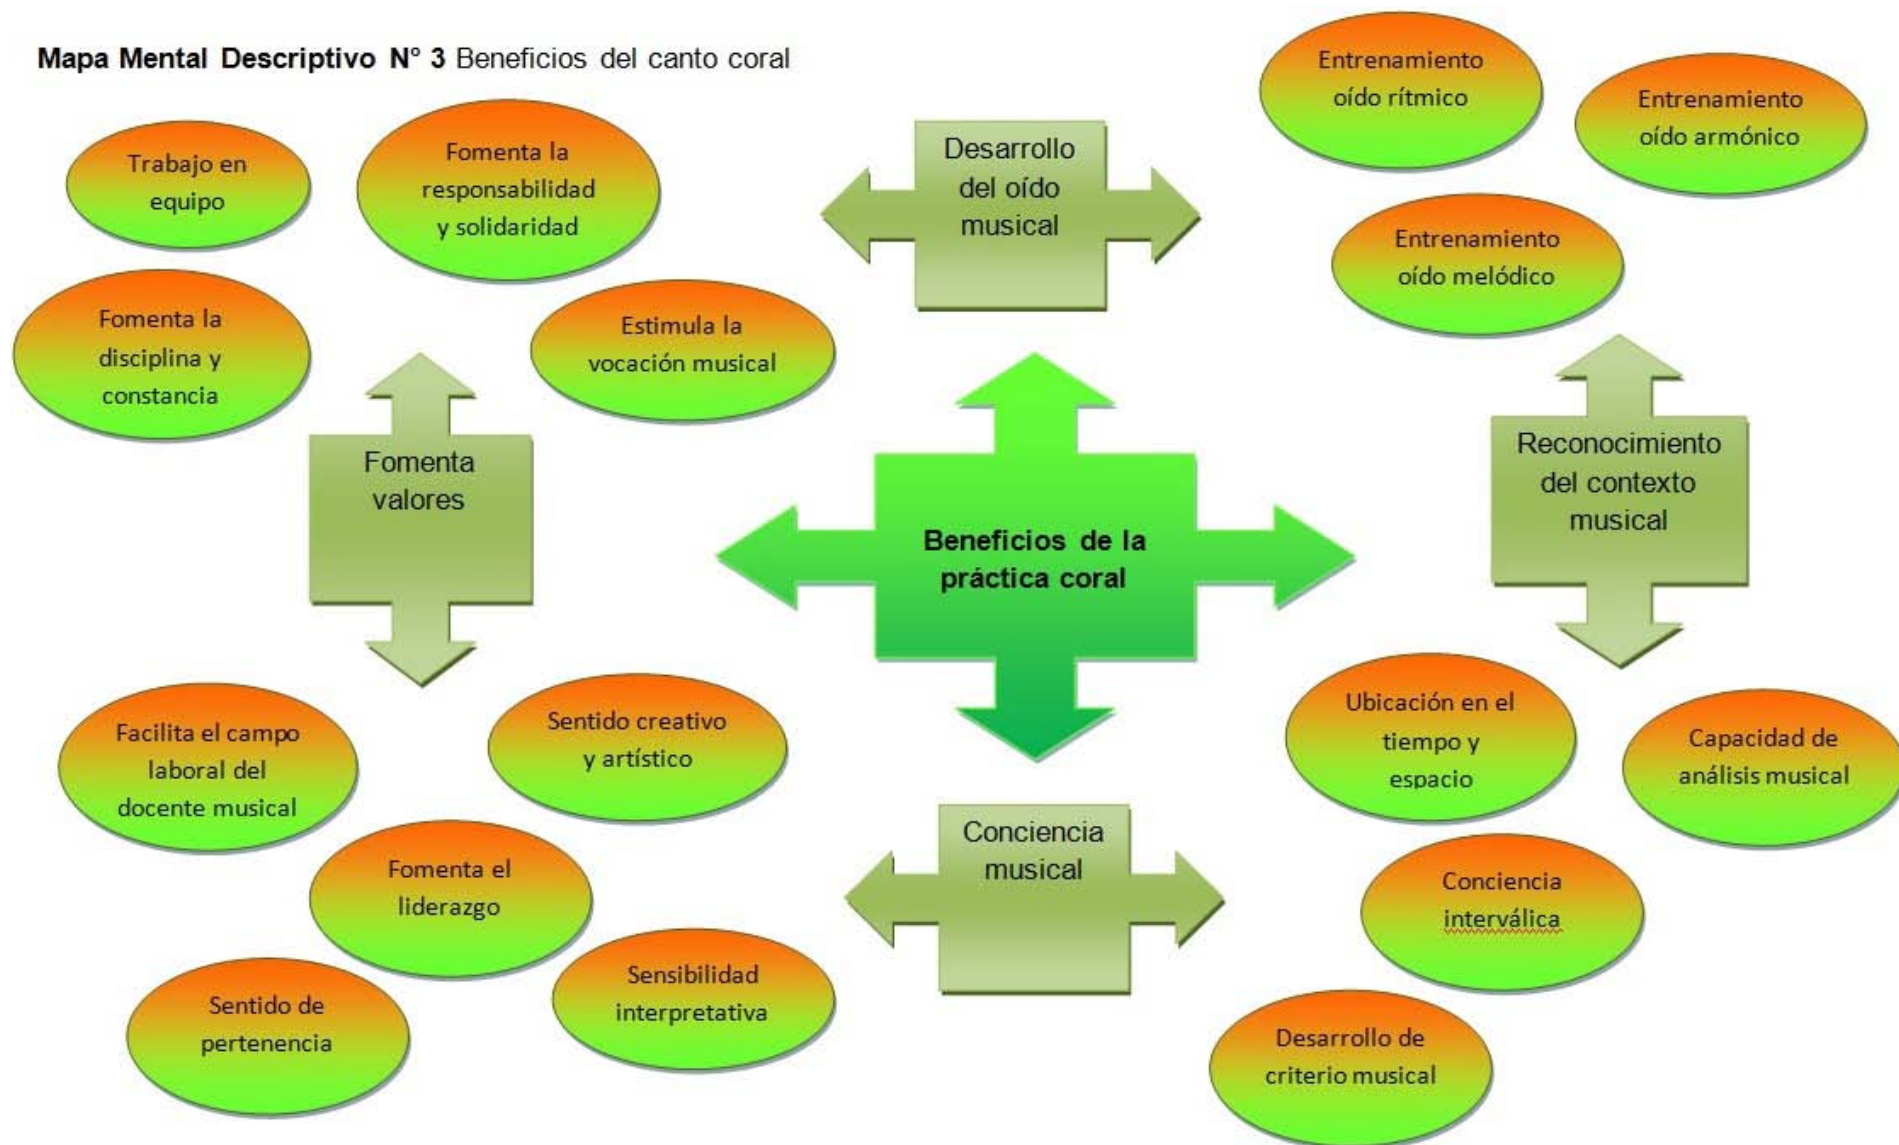 Mapa Mental Descriptivo N° 3 Beneficios del canto coral
Trabajo en
equipo
Fomenta la
responsabilidad
y solidaridad
Fomenta la
disciplina y
constancia
Estimula la
vocación musical
Desarrollo
del oído
musical
Entrenamiento
oído rítmico
Entrenamiento
oído armónico
Entrenamiento
oído melódico
Fomenta
valores
Beneficios de la
práctica coral
Reconocimiento
del contexto
musical
Facilita el campo
laboral del
docente musical
Sentido creativo
y artístico
Fomenta el
liderazgo
Sentido de
pertenencia
Sensibilidad
interpretativa
Conciencia
musical
Ubicación en el
tiempo y
espacio
Capacidad de
análisis musical
Conciencia
interválica
Desarrollo de
criterio musical